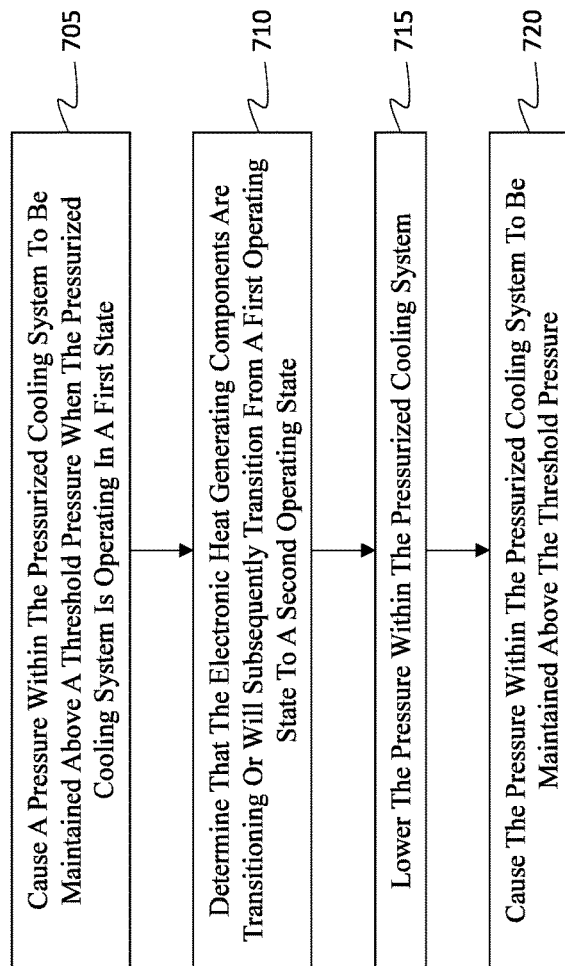 Cause A Pressure Within The Pressurized Cooling System To Be
Maintained Above A Threshold Pressure When The Pressurized
Cooling System Is Operating In A First State
705
Determine That The Electronic Heat Generating Components Are
Transitioning Or Will Subsequently Transition From A First Operating
State To A Second Operating State
710
Lower The Pressure Within The Pressurized Cooling System
715
Cause The Pressure Within The Pressurized Cooling System To Be
Maintained Above The Threshold Pressure
720